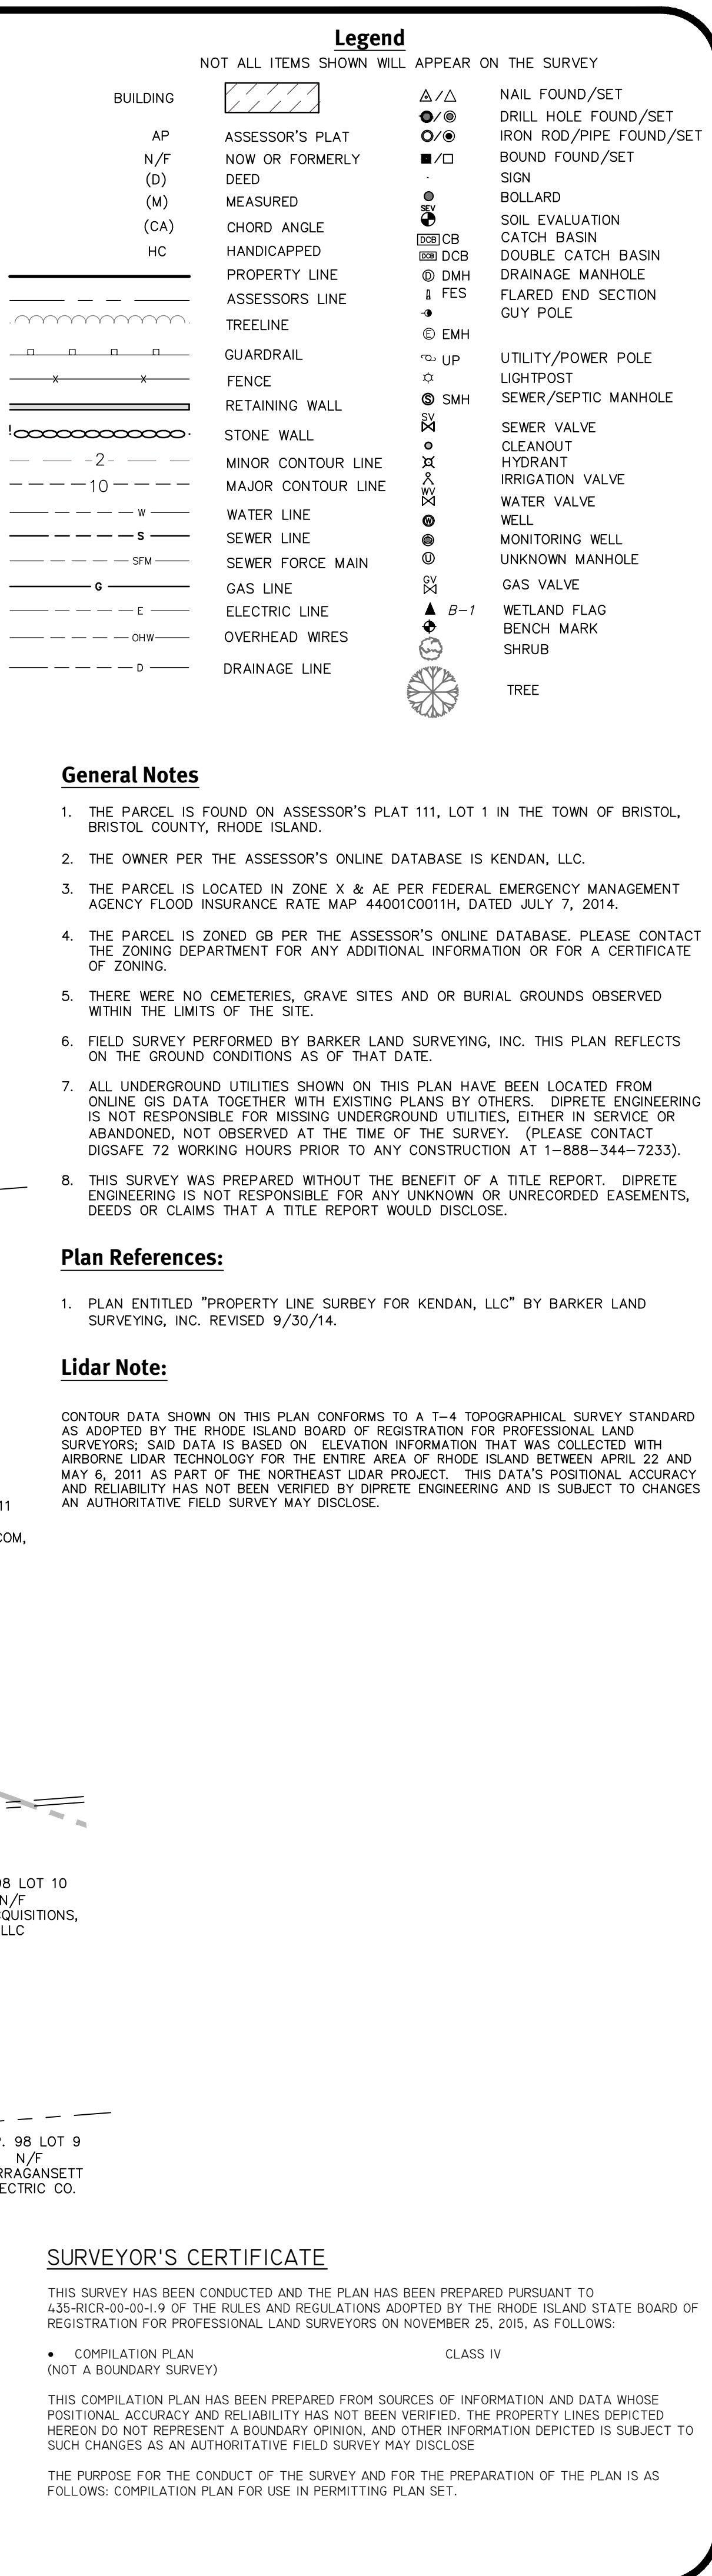 Legend
NOT ALL ITEMS SHOWN WILL APPEAR ON THE SURVEY
BUILDING
AP ASSESSOR'S PLAT
N/F NOW OR FORMERLY
(D) DEED
(M) MEASURED
(CA) CHORD ANGLE
HC HANDICAPPED
PROPERTY LINE
ASSESSORS LINE
TREELINE
GUARDRAIL
x x FENCE
RETAINING WALL
STONE WALL
-2- MINOR CONTOUR LINE
10 MAJOR CONTOUR LINE
W WATER LINE
S SEWER LINE
SFM SEWER FORCE MAIN
G GAS LINE
E ELECTRIC LINE
OHW OVERHEAD WIRES
D DRAINAGE LINE
/ NAIL FOUND/SET
/ DRILL HOLE FOUND/SET
/ IRON ROD/PIPE FOUND/SET
/ BOUND FOUND/SET
SIGN
BOLLARD
SEV SOIL EVALUATION
DCB CB CATCH BASIN
DCB DCB DOUBLE CATCH BASIN
D DMH DRAINAGE MANHOLE
FES FLARED END SECTION
GUY POLE
E EMH
UP UTILITY/POWER POLE
LIGHTPOST
S SMH SEWER/SEPTIC MANHOLE
SV SEWER VALVE
CLEANOUT
HYDRANT
IRRIGATION VALVE
WV WATER VALVE
W WELL
MONITORING WELL
U UNKNOWN MANHOLE
GV GAS VALVE
B-1 WETLAND FLAG
BENCH MARK
SHRUB
TREE
General Notes
1. THE PARCEL IS FOUND ON ASSESSOR'S PLAT 111, LOT 1 IN THE TOWN OF BRISTOL,
BRISTOL COUNTY, RHODE ISLAND.
2. THE OWNER PER THE ASSESSOR'S ONLINE DATABASE IS KENDAN, LLC.
3. THE PARCEL IS LOCATED IN ZONE X & AE PER FEDERAL EMERGENCY MANAGEMENT
AGENCY FLOOD INSURANCE RATE MAP 44001C0011H, DATED JULY 7, 2014.
4. THE PARCEL IS ZONED GB PER THE ASSESSOR'S ONLINE DATABASE. PLEASE CONTACT
THE ZONING DEPARTMENT FOR ANY ADDITIONAL INFORMATION OR FOR A CERTIFICATE
OF ZONING.
5. THERE WERE NO CEMETERIES, GRAVE SITES AND OR BURIAL GROUNDS OBSERVED
WITHIN THE LIMITS OF THE SITE.
6. FIELD SURVEY PERFORMED BY BARKER LAND SURVEYING, INC. THIS PLAN REFLECTS
ON THE GROUND CONDITIONS AS OF THAT DATE.
7. ALL UNDERGROUND UTILITIES SHOWN ON THIS PLAN HAVE BEEN LOCATED FROM
ONLINE GIS DATA TOGETHER WITH EXISTING PLANS BY OTHERS. DIPRETE ENGINEERING
IS NOT RESPONSIBLE FOR MISSING UNDERGROUND UTILITIES, EITHER IN SERVICE OR
ABANDONED, NOT OBSERVED AT THE TIME OF THE SURVEY. (PLEASE CONTACT
DIGSAFE 72 WORKING HOURS PRIOR TO ANY CONSTRUCTION AT 1-888-344-7233).
8. THIS SURVEY WAS PREPARED WITHOUT THE BENEFIT OF A TITLE REPORT. DIPRETE
ENGINEERING IS NOT RESPONSIBLE FOR ANY UNKNOWN OR UNRECORDED EASEMENTS,
DEEDS OR CLAIMS THAT A TITLE REPORT WOULD DISCLOSE.
Plan References:
1. PLAN ENTITLED "PROPERTY LINE SURBEY FOR KENDAN, LLC" BY BARKER LAND
SURVEYING, INC. REVISED 9/30/14.
Lidar Note:
CONTOUR DATA SHOWN ON THIS PLAN CONFORMS TO A T-4 TOPOGRAPHICAL SURVEY STANDARD
AS ADOPTED BY THE RHODE ISLAND BOARD OF REGISTRATION FOR PROFESSIONAL LAND
SURVEYORS; SAID DATA IS BASED ON ELEVATION INFORMATION THAT WAS COLLECTED WITH
AIRBORNE LIDAR TECHNOLOGY FOR THE ENTIRE AREA OF RHODE ISLAND BETWEEN APRIL 22 AND
MAY 6, 2011 AS PART OF THE NORTHEAST LIDAR PROJECT. THIS DATA'S POSITIONAL ACCURACY
AND RELIABILITY HAS NOT BEEN VERIFIED BY DIPRETE ENGINEERING AND IS SUBJECT TO CHANGES
AN AUTHORITATIVE FIELD SURVEY MAY DISCLOSE.
11
COM,
98 LOT 10
N/F
QUISITIONS,
LLC
. 98 LOT 9
N/F
RRAGANSETT
ECTRIC CO.
SURVEYOR'S CERTIFICATE
THIS SURVEY HAS BEEN CONDUCTED AND THE PLAN HAS BEEN PREPARED PURSUANT TO
435-RICR-00-00-1.9 OF THE RULES AND REGULATIONS ADOPTED BY THE RHODE ISLAND STATE BOARD OF
REGISTRATION FOR PROFESSIONAL LAND SURVEYORS ON NOVEMBER 25, 2015, AS FOLLOWS:
• COMPILATION PLAN CLASS IV
(NOT A BOUNDARY SURVEY)
THIS COMPILATION PLAN HAS BEEN PREPARED FROM SOURCES OF INFORMATION AND DATA WHOSE
POSITIONAL ACCURACY AND RELIABILITY HAS NOT BEEN VERIFIED. THE PROPERTY LINES DEPICTED
HEREON DO NOT REPRESENT A BOUNDARY OPINION, AND OTHER INFORMATION DEPICTED IS SUBJECT TO
SUCH CHANGES AS AN AUTHORITATIVE FIELD SURVEY MAY DISCLOSE
THE PURPOSE FOR THE CONDUCT OF THE SURVEY AND FOR THE PREPARATION OF THE PLAN IS AS
FOLLOWS: COMPILATION PLAN FOR USE IN PERMITTING PLAN SET.